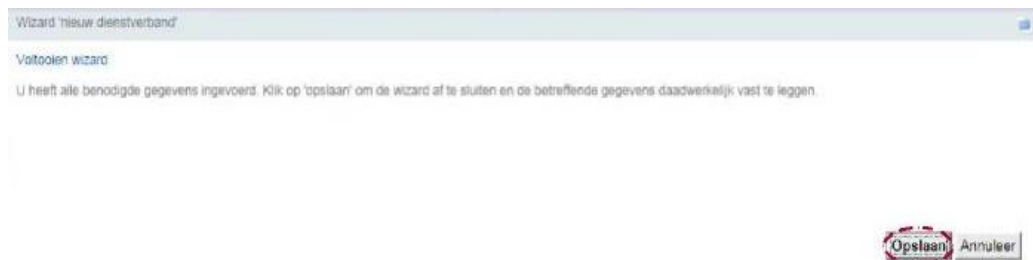 Wizard 'nieuw dienstverband'
Voltooien wizard
U heeft alle benodigde gegevens ingevoerd. Klik op 'opslaan' om de wizard af te sluiten en de betreffende gegevens daadwerkelijk vast te leggen.
Opslaan Annuleer